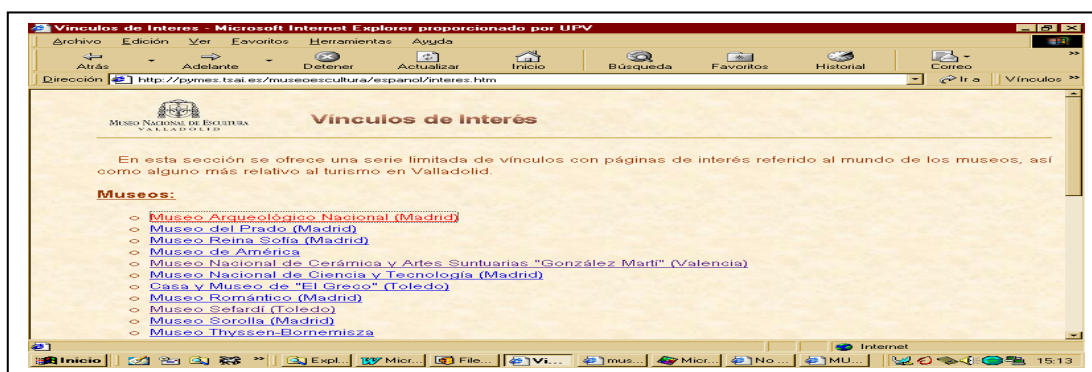 Vínculos de Interes - Microsoft Internet Explorer proporcionado por UPV
Archivo Edición Ver Favoritos Herramientas Ayuda
Atrás Adelante Detener Actualizar Inicio Búsqueda Favoritos Historial Correo
Dirección http://pymes.tsai.es/museoescultura/espanol/interes.htm Ir a Vínculos
MUSEO NACIONAL DE ESCULTURA
VALLADOLID
Vínculos de Interés
En esta sección se ofrece una serie limitada de vínculos con páginas de interés referido al mundo de los museos, así
como alguno más relativo al turismo en Valladolid.
Museos:
Museo Arqueológico Nacional (Madrid)
Museo del Prado (Madrid)
Museo Reina Sofía (Madrid)
Museo de América
Museo Nacional de Cerámica y Artes Suntuarias "González Martí" (Valencia)
Museo Nacional de Ciencia y Tecnología (Madrid)
Casa y Museo de "El Greco" (Toledo)
Museo Romántico (Madrid)
Museo Sefardí (Toledo)
Museo Sorolla (Madrid)
Museo Thyssen-Bornemisza
Internet
Inicio Expl... Micr... File... Ví... mus... Micr... No ... MU... 15:13